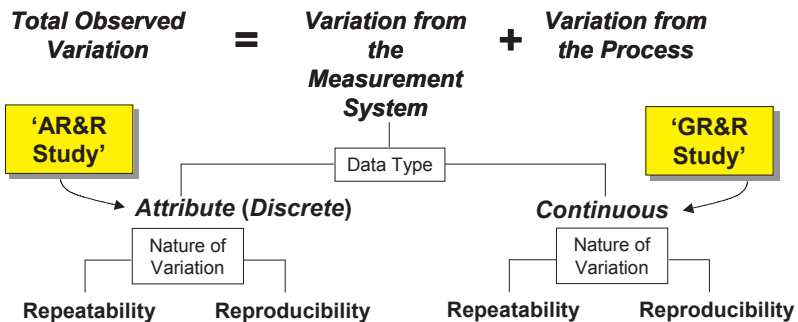 Total Observed
Variation
=
Variation from
the
Measurement
System
+
Variation from
the Process
‘AR&R
Study’
‘GR&R
Study’
Data Type
Attribute (Discrete)
Continuous
Nature of
Variation
Nature of
Variation
Repeatability
Reproducibility
Repeatability
Reproducibility